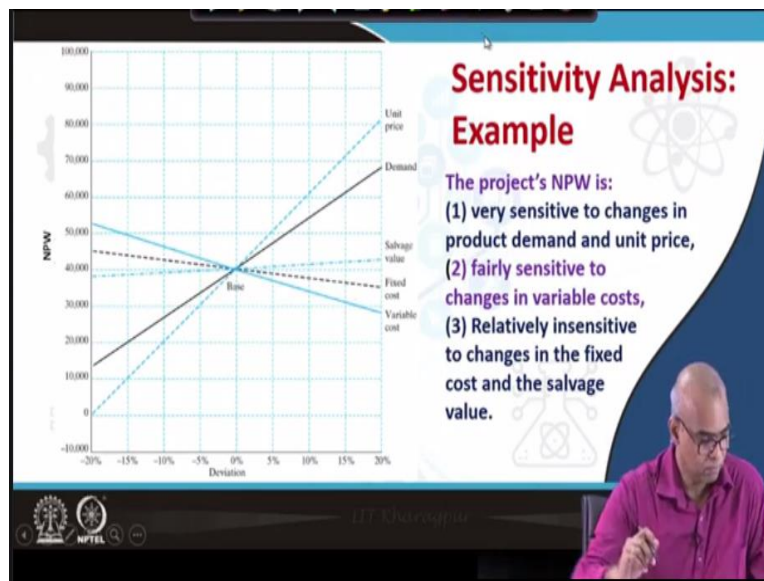 Sensitivity Analysis:
Example
The project's NPW is:
(1) very sensitive to changes in
product demand and unit price,
(2) fairly sensitive to
changes in variable costs,
(3) Relatively insensitive
to changes in the fixed
cost and the salvage
value.
NPW
100,000
90,000
80,000
70,000
60,000
50,000
40,000
30,000
20,000
10,000
0
-10,000
-20% -15% -10% -5% 0% 5% 10% 15% 20%
Deviation
Unit
price
Demand
Salvage
value
Fixed
cost
Variable
cost
Base
NPTEL
IIT Kharagpur